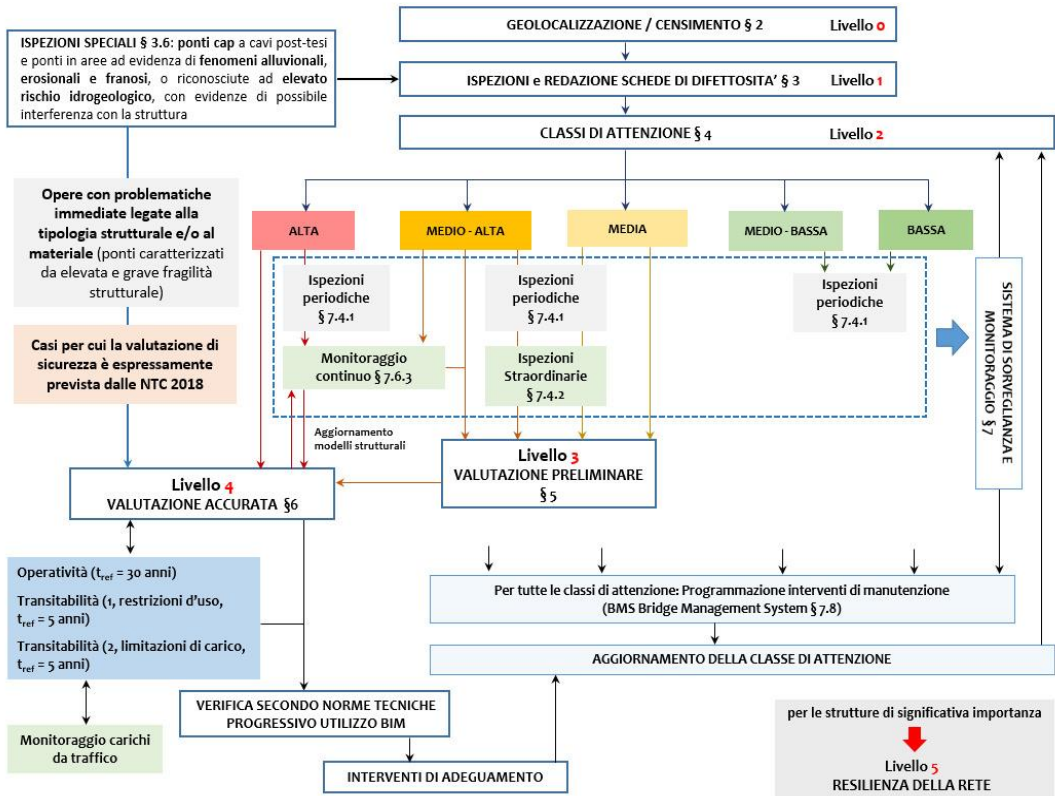 GEOLOCALIZZAZIONE / CENSIMENTO § 2 Livello 0
ISPEZIONI SPECIALI § 3.6: ponti cap a cavi post-tesi
e ponti in aree ad evidenza di fenomeni alluvionali,
erosionali e franosi, o riconosciute ad elevato
rischio idrogeologico, con evidenze di possibile
interferenza con la struttura
ISPEZIONI e REDAZIONE SCHEDE DI DIFETTOSITA' § 3 Livello 1
CLASSI DI ATTENZIONE § 4 Livello 2
Opere con problematiche
immediate legate alla
tipologia strutturale e/o al
materiale (ponti caratterizzati
da elevata e grave fragilità
strutturale)
ALTA
MEDIO - ALTA
MEDIA
MEDIO - BASSA
BASSA
Ispezioni
periodiche
§ 7.4.1
Ispezioni
periodiche
§ 7.4.1
Ispezioni
periodiche
§ 7.4.1
SISTEMA DI SORVEGLIANZA E
MONITORAGGIO §7
Casi per cui la valutazione di
sicurezza è espressamente
prevista dalle NTC 2018
Monitoraggio
continuo § 7.6.3
Ispezioni
Straordinarie
§ 7.4.2
Aggiornamento
modelli strutturali
Livello 3
VALUTAZIONE PRELIMINARE
§ 5
Livello 4
VALUTAZIONE ACCURATA §6
Operatività (tref = 30 anni)
Transitabilità (1, restrizioni d'uso,
tref = 5 anni)
Transitabilità (2, limitazioni di carico,
tref = 5 anni)
Per tutte le classi di attenzione: Programmazione interventi di manutenzione
(BMS Bridge Management System § 7.8)
AGGIORNAMENTO DELLA CLASSE DI ATTENZIONE
VERIFICA SECONDO NORME TECNICHE
PROGRESSIVO UTILIZZO BIM
Monitoraggio carichi
da traffico
INTERVENTI DI ADEGUAMENTO
per le strutture di significativa importanza
Livello 5
RESILIENZA DELLA RETE